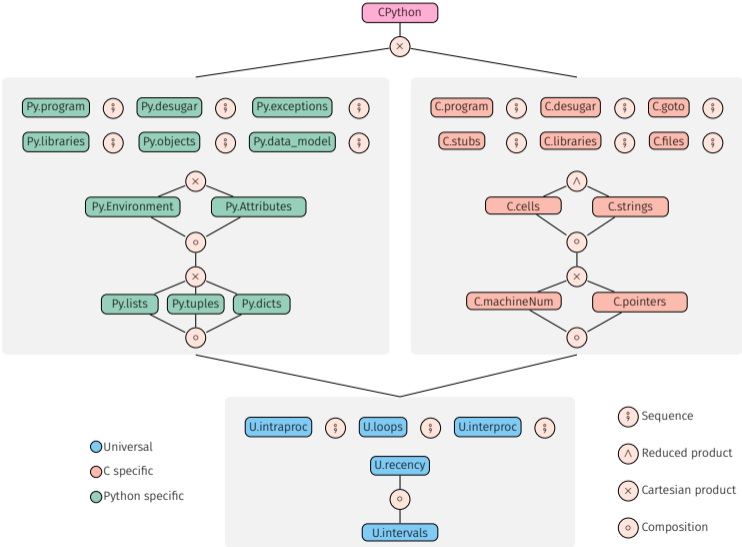 CPython
×
Py.program ; Py.desugar ; Py.exceptions ;
Py.libraries ; Py.objects ; Py.data_model ;
×
Py.Environment Py.Attributes
∘
×
Py.lists Py.tuples Py.dicts
∘
C.program ; C.desugar ; C.goto ;
C.stubs ; C.libraries ; C.files ;
∧
C.cells C.strings
∘
×
C.machineNum C.pointers
∘
U.intraproc ; U.loops ; U.interproc ;
U.recency
∘
U.intervals
Universal
C specific
Python specific
; Sequence
∧ Reduced product
× Cartesian product
∘ Composition